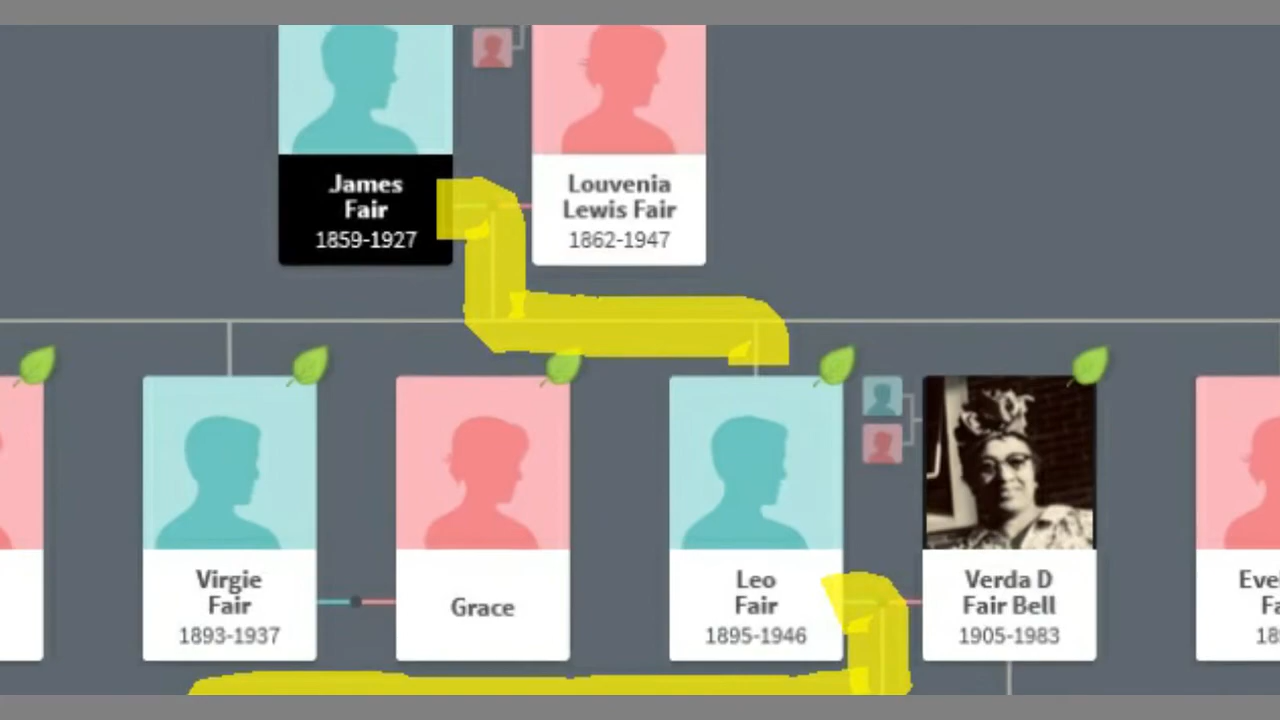 James
Fair
1859-1927
Louvenia
Lewis Fair
1862-1947
Virgie
Fair
1893-1937
Grace
Leo
Fair
1895-1946
Verda D
Fair Bell
1905-1983